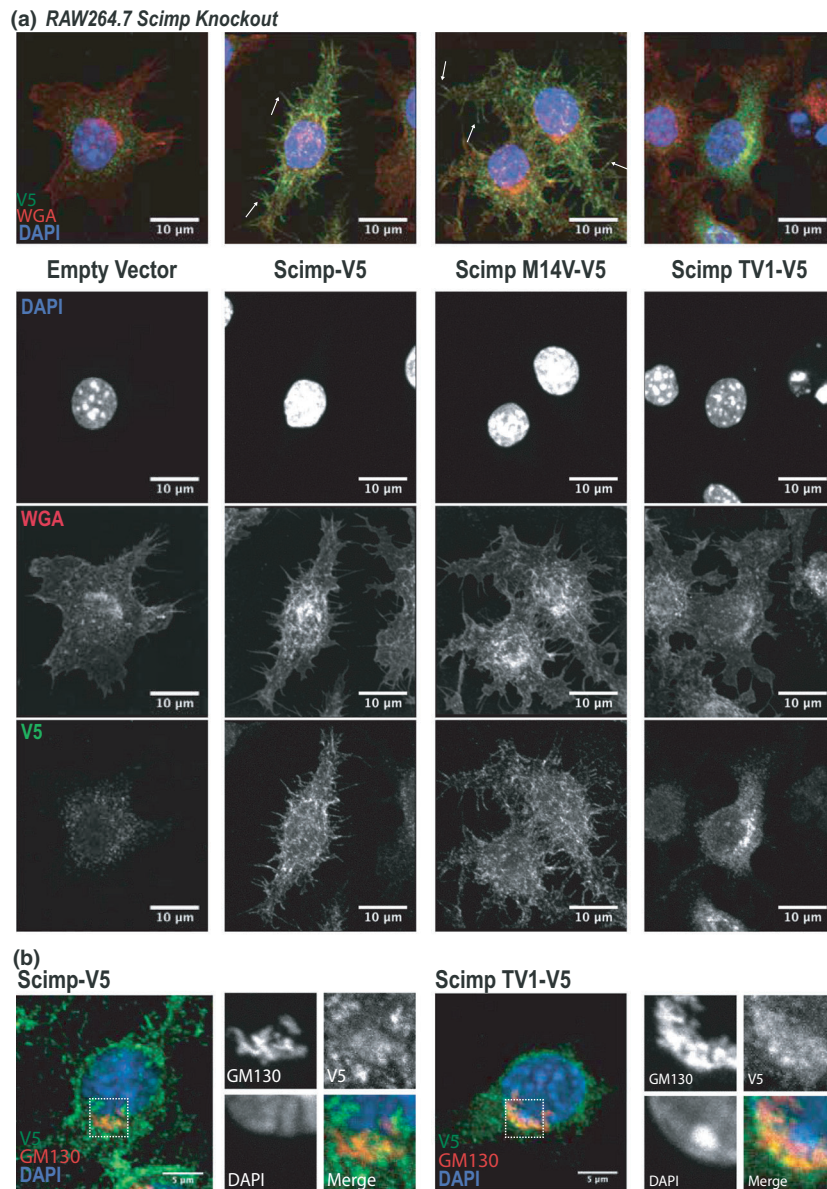 (a) RAW264.7 Scimp Knockout
V5
WGA
DAPI
10 µm
10 µm
10 µm
10 µm
Empty Vector
Scimp-V5
Scimp M14V-V5
Scimp TV1-V5
DAPI
10 µm
10 µm
10 µm
10 µm
WGA
10 µm
10 µm
10 µm
10 µm
V5
10 µm
10 µm
10 µm
10 µm
(b)
Scimp-V5
Scimp TV1-V5
V5
GM130
DAPI
5 µm
GM130
V5
DAPI
Merge
V5
GM130
DAPI
5 µm
GM130
V5
DAPI
Merge